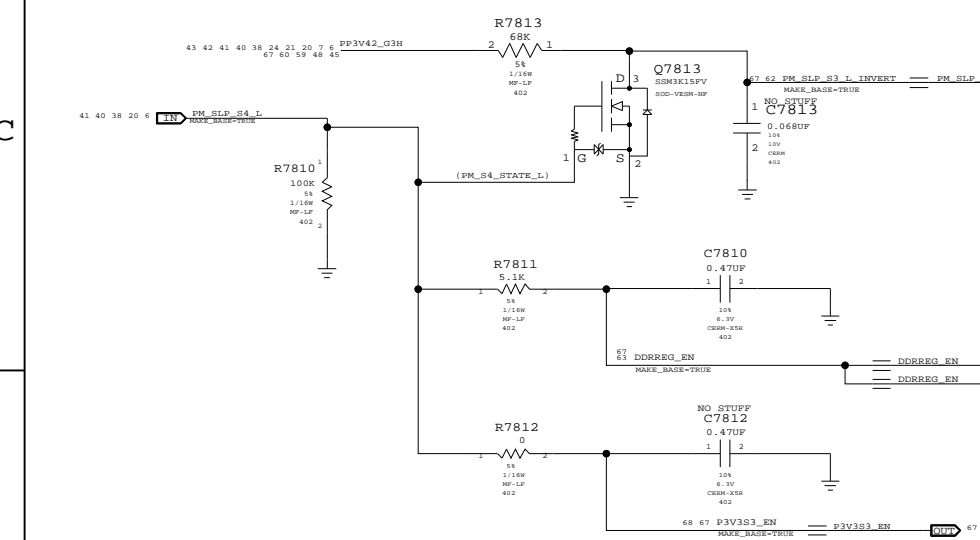 R7813
68K
2 1
5%
1/16W
MF-LF
402
43 42 41 40 38 24 21 20 7 6
67 60 59 48 45
PP3V42_G3H
D 3
Q7813
SSM3K15FV
SOD-VESM-HF
1 G S 2
67 62 PM_SLP_S3_L_INVERT
MAKE_BASE=TRUE
PM_SLP_
NO STUFF
1 C7813
0.068UF
10%
10V
2 CERM
402
41 40 38 20 6 IN PM_SLP_S4_L
MAKE_BASE=TRUE
C
1
R7810
100K
5%
1/16W
MF-LF
402
2
(PM_S4_STATE_L)
R7811
5.1K
1 2
5%
1/16W
MF-LF
402
C7810
0.47UF
1 2
10%
6.3V
CERM-X5R
402
67
63 DDRREG_EN
MAKE_BASE=TRUE
DDRREG_EN
DDRREG_EN
R7812
0
1 2
5%
1/16W
MF-LF
402
NO STUFF
C7812
0.47UF
1 2
10%
6.3V
CERM-X5R
402
68 67 P3V3S3_EN
MAKE_BASE=TRUE
P3V3S3_EN
OUT 67